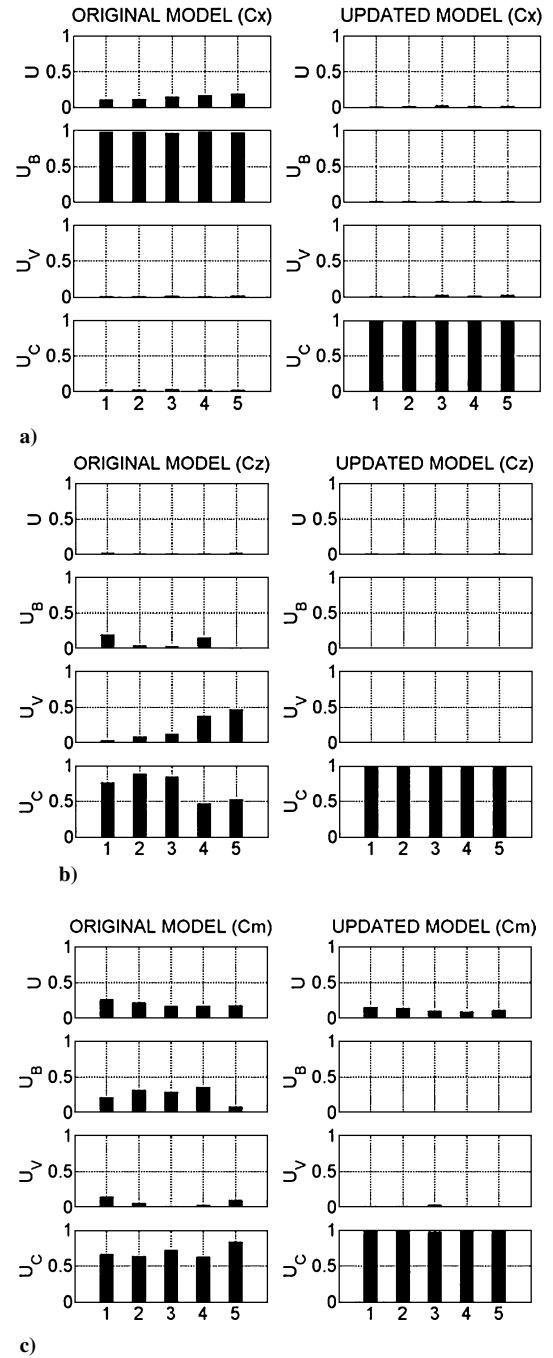 ORIGINAL MODEL (Cx) UPDATED MODEL (Cx)
1 1
U 0.5 U 0.5
0 0
1 1
U_B 0.5 U_B 0.5
0 0
1 1
U_V 0.5 U_V 0.5
0 0
1 1
U_C 0.5 U_C 0.5
0 0
1 2 3 4 5 1 2 3 4 5
a)
ORIGINAL MODEL (Cz) UPDATED MODEL (Cz)
1 1
U 0.5 U 0.5
0 0
1 1
U_B 0.5 U_B 0.5
0 0
1 1
U_V 0.5 U_V 0.5
0 0
1 1
U_C 0.5 U_C 0.5
0 0
1 2 3 4 5 1 2 3 4 5
b)
ORIGINAL MODEL (Cm) UPDATED MODEL (Cm)
1 1
U 0.5 U 0.5
0 0
1 1
U_B 0.5 U_B 0.5
0 0
1 1
U_V 0.5 U_V 0.5
0 0
1 1
U_C 0.5 U_C 0.5
0 0
1 2 3 4 5 1 2 3 4 5
c)